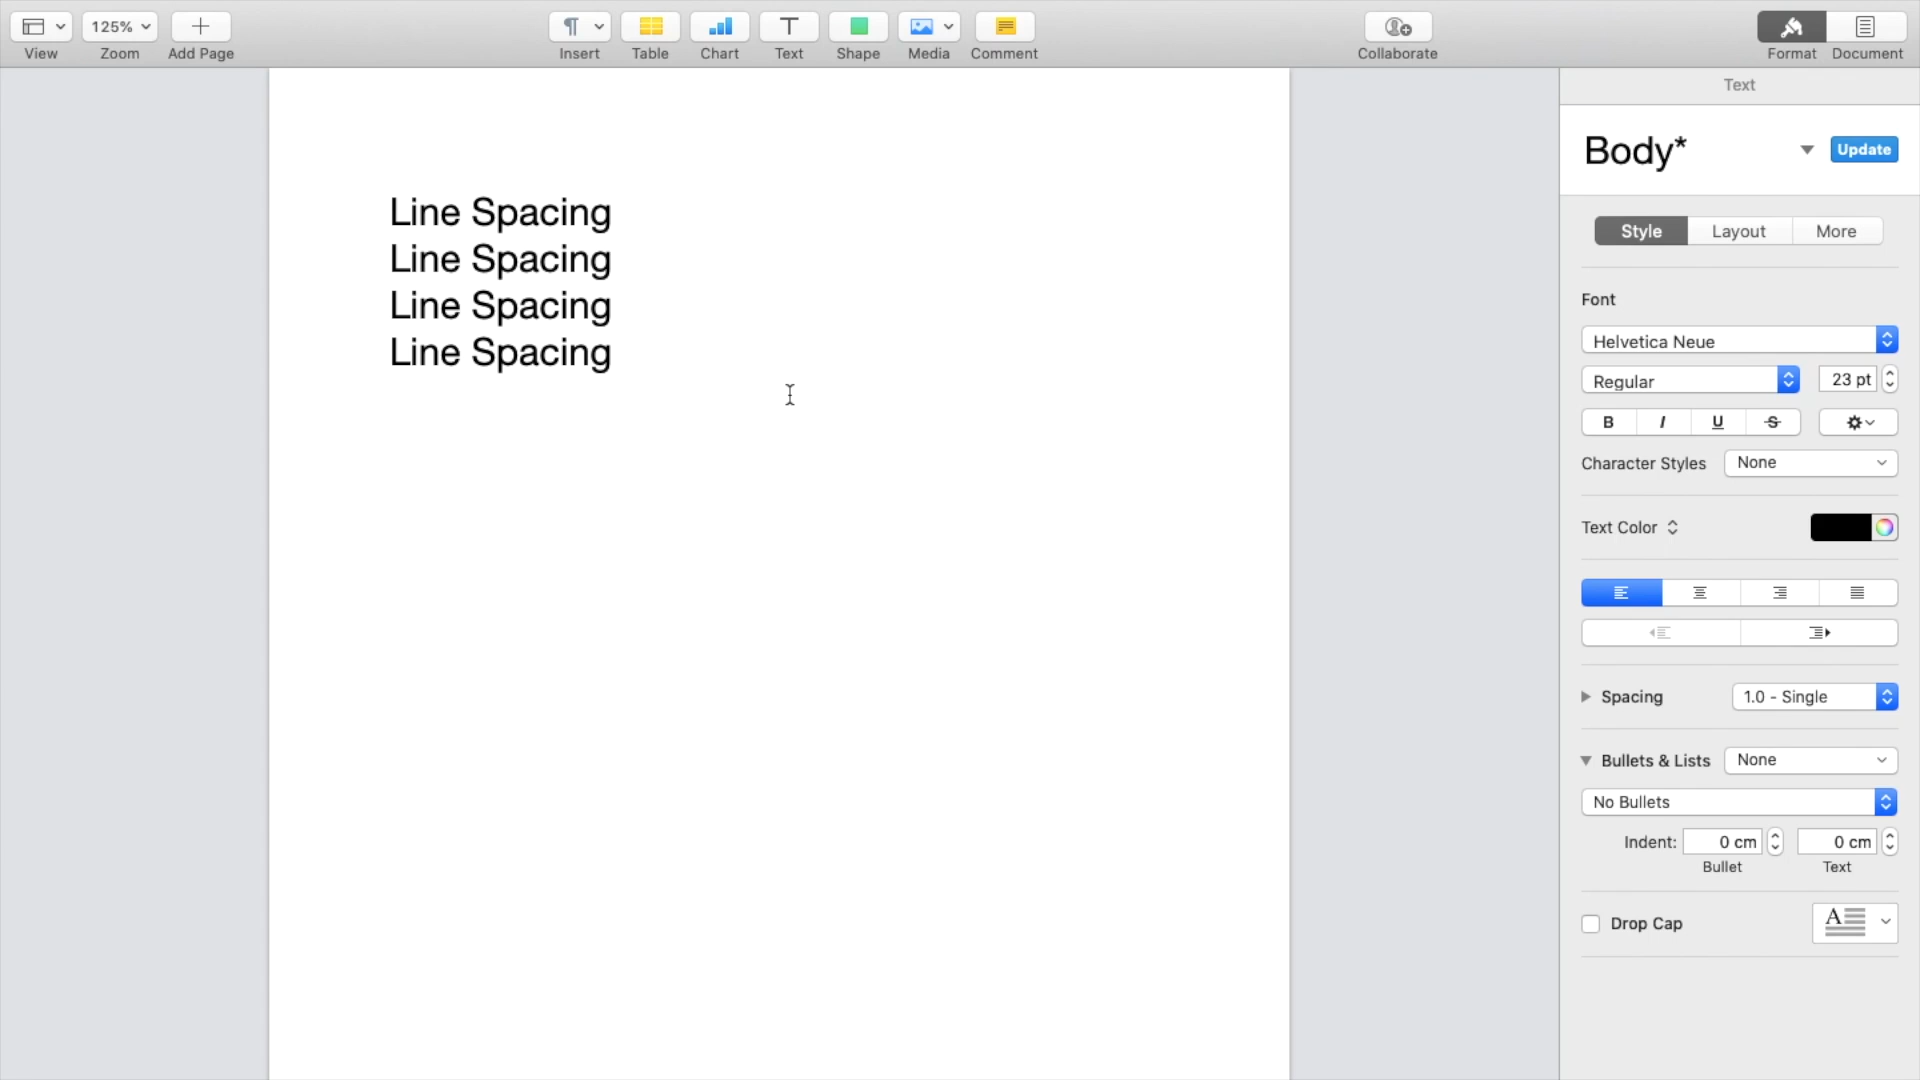 View
125%
Zoom
Add Page
Insert
Table
Chart
T
Text
Shape
Media
Comment
Collaborate
Format
Document
Text
Body*
Update
Style
Layout
More
Line Spacing
Line Spacing
Line Spacing
Line Spacing
Font
Helvetica Neue
Regular
23 pt
B I U S
Character Styles
None
Text Color
Spacing
1.0 - Single
Bullets & Lists
None
No Bullets
Indent: 0 cm 0 cm
Bullet Text
Drop Cap
A